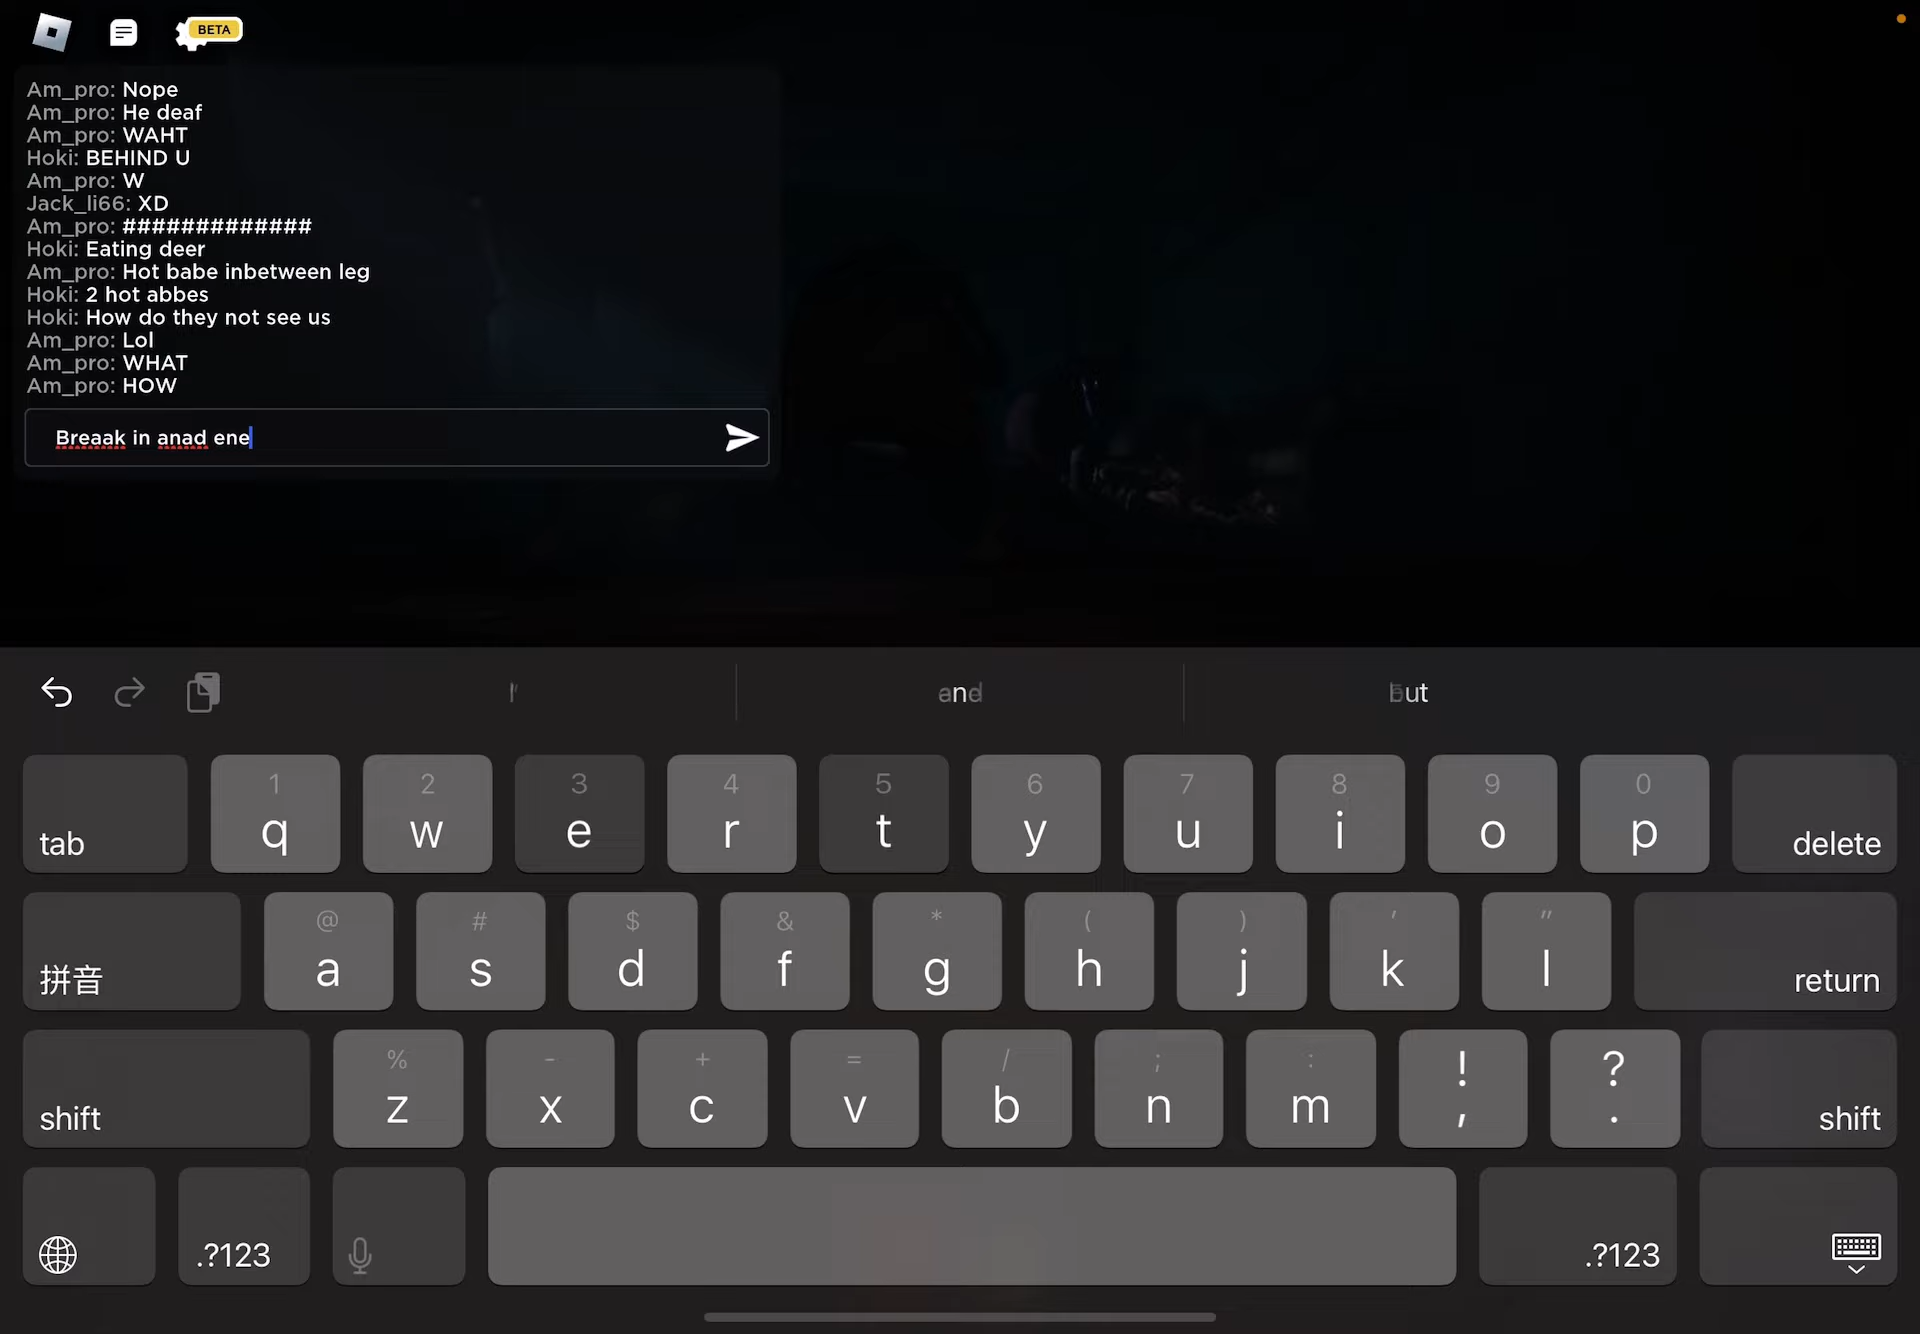 BETA
Am_pro: Nope
Am_pro: He deaf
Am_pro: WAHT
Hoki: BEHIND U
Am_pro: W
Jack_li66: XD
Am_pro: #############
Hoki: Eating deer
Am_pro: Hot babe inbetween leg
Hoki: 2 hot abbes
Hoki: How do they not see us
Am_pro: Lol
Am_pro: WHAT
Am_pro: HOW
Breaak in anad ene
and but
1 2 3 4 5 6 7 8 9 0
tab q w e r t y u i o p delete
@ # $ & * ( ) ' "
拼音 a s d f g h j k l return
% - + = / ; : ! ?
shift z x c v b n m , . shift
.?123 .?123